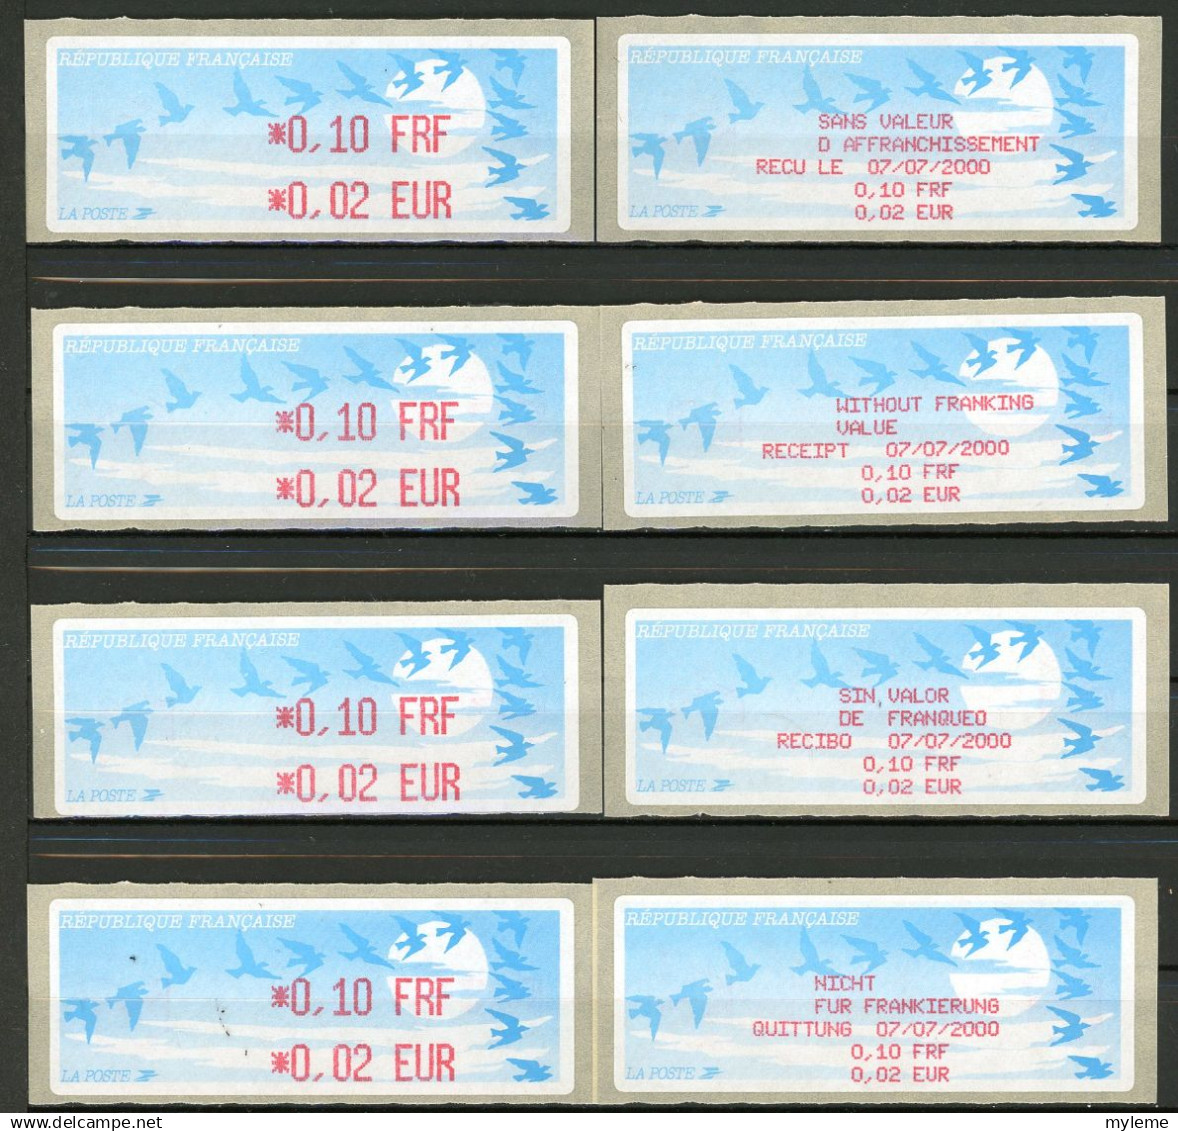 RÉPUBLIQUE FRANÇAISE
*0,10 FRF
*0,02 EUR
LA POSTE
RÉPUBLIQUE FRANÇAISE
SANS VALEUR
D AFFRANCHISSEMENT
RECU LE 07/07/2000
0,10 FRF
0,02 EUR
LA POSTE
RÉPUBLIQUE FRANÇAISE
*0,10 FRF
*0,02 EUR
LA POSTE
RÉPUBLIQUE FRANÇAISE
WITHOUT FRANKING
VALUE
RECEIPT 07/07/2000
0,10 FRF
0,02 EUR
LA POSTE
RÉPUBLIQUE FRANÇAISE
*0,10 FRF
*0,02 EUR
LA POSTE
RÉPUBLIQUE FRANÇAISE
SIN VALOR
DE FRANQUEO
RECIBO 07/07/2000
0,10 FRF
0,02 EUR
LA POSTE
RÉPUBLIQUE FRANÇAISE
*0,10 FRF
*0,02 EUR
LA POSTE
RÉPUBLIQUE FRANÇAISE
NICHT
FUR FRANKIERUNG
QUITTUNG 07/07/2000
0,10 FRF
0,02 EUR
LA POSTE
myleme.com